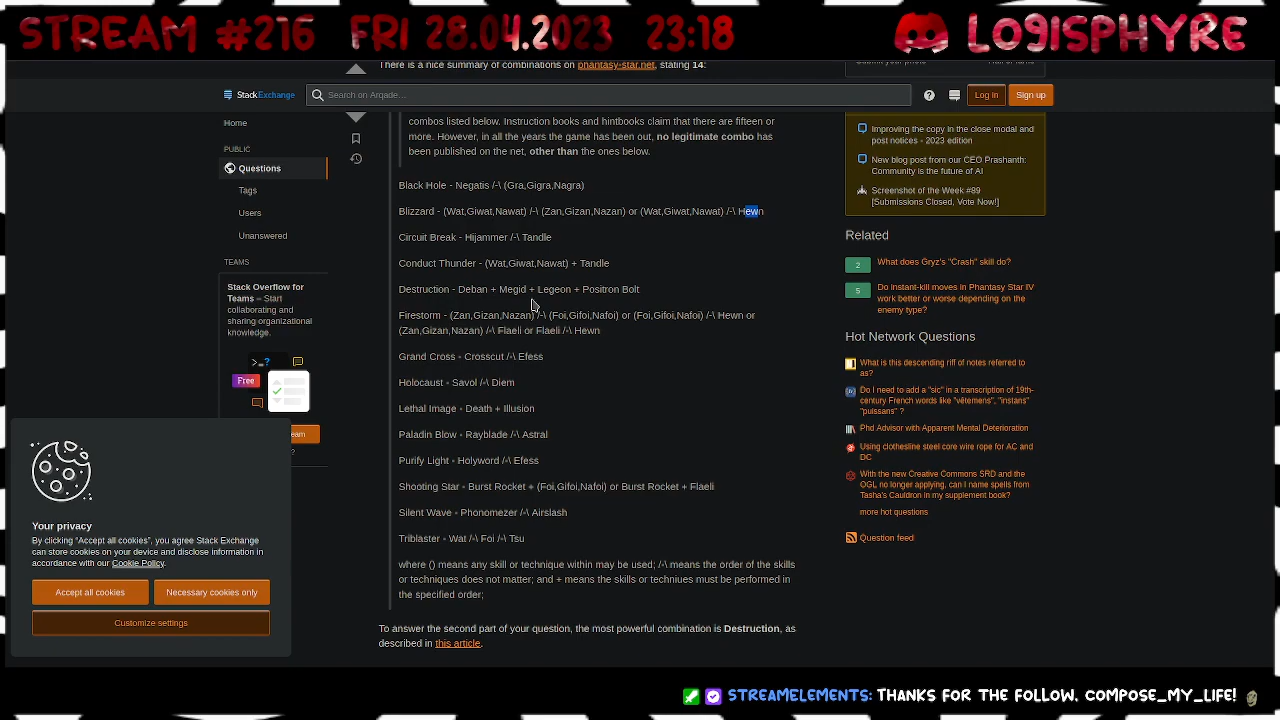 STREAM #216 FRI 28.04.2023 23:18 LO9ISPHYRE
There is a nice summary of combinations on phantasy-star.net, stating 14:
StackExchange
Search on Arqade…
Log in
Sign up
Home
PUBLIC
Questions
Tags
Users
Unanswered
TEAMS
Stack Overflow for
Teams – Start
collaborating and
sharing organizational
knowledge.
Free
combos listed below. Instruction books and hintbooks claim that there are fifteen or
more. However, in all the years the game has been out, no legitimate combo has
been published on the net, other than the ones below.
Black Hole - Negatis /-\ (Gra,Gigra,Nagra)
Blizzard - (Wat,Giwat,Nawat) /-\ (Zan,Gizan,Nazan) or (Wat,Giwat,Nawat) /-\ Hewn
Circuit Break - Hijammer /-\ Tandle
Conduct Thunder - (Wat,Giwat,Nawat) + Tandle
Destruction - Deban + Megid + Legeon + Positron Bolt
Firestorm - (Zan,Gizan,Nazan) /-\ (Foi,Gifoi,Nafoi) or (Foi,Gifoi,Nafoi) /-\ Hewn or
(Zan,Gizan,Nazan) /-\ Flaeli or Flaeli /-\ Hewn
Grand Cross - Crosscut /-\ Efess
Holocaust - Savol /-\ Diem
Lethal Image - Death + Illusion
Paladin Blow - Rayblade /-\ Astral
Purify Light - Holyword /-\ Efess
Shooting Star - Burst Rocket + (Foi,Gifoi,Nafoi) or Burst Rocket + Flaeli
Silent Wave - Phonomezer /-\ Airslash
Triblaster - Wat /-\ Foi /-\ Tsu
where () means any skill or technique within may be used; /-\ means the order of the skills
or techniques does not matter; and + means the skills or techniues must be performed in
the specified order;
To answer the second part of your question, the most powerful combination is Destruction, as
described in this article.
Improving the copy in the close modal and
post notices - 2023 edition
New blog post from our CEO Prashanth:
Community is the future of AI
Screenshot of the Week #89
[Submissions Closed, Vote Now!]
Related
2
What does Gryz's "Crash" skill do?
5
Do instant-kill moves in Phantasy Star IV
work better or worse depending on the
enemy type?
Hot Network Questions
What is this descending riff of notes referred to
as?
Do I need to add a "sic" in a transcription of 19th-
century French words like "vêtemens", "instans"
"puissans" ?
Phd Advisor with Apparent Mental Deterioration
Using clothesline steel core wire rope for AC and
DC
With the new Creative Commons SRD and the
OGL no longer applying, can I name spells from
Tasha's Cauldron in my supplement book?
more hot questions
Question feed
Your privacy
By clicking "Accept all cookies", you agree Stack Exchange
can store cookies on your device and disclose information in
accordance with our Cookie Policy.
Accept all cookies
Necessary cookies only
Customize settings
STREAMELEMENTS: THANKS FOR THE FOLLOW, COMPOSE_MY_LIFE!